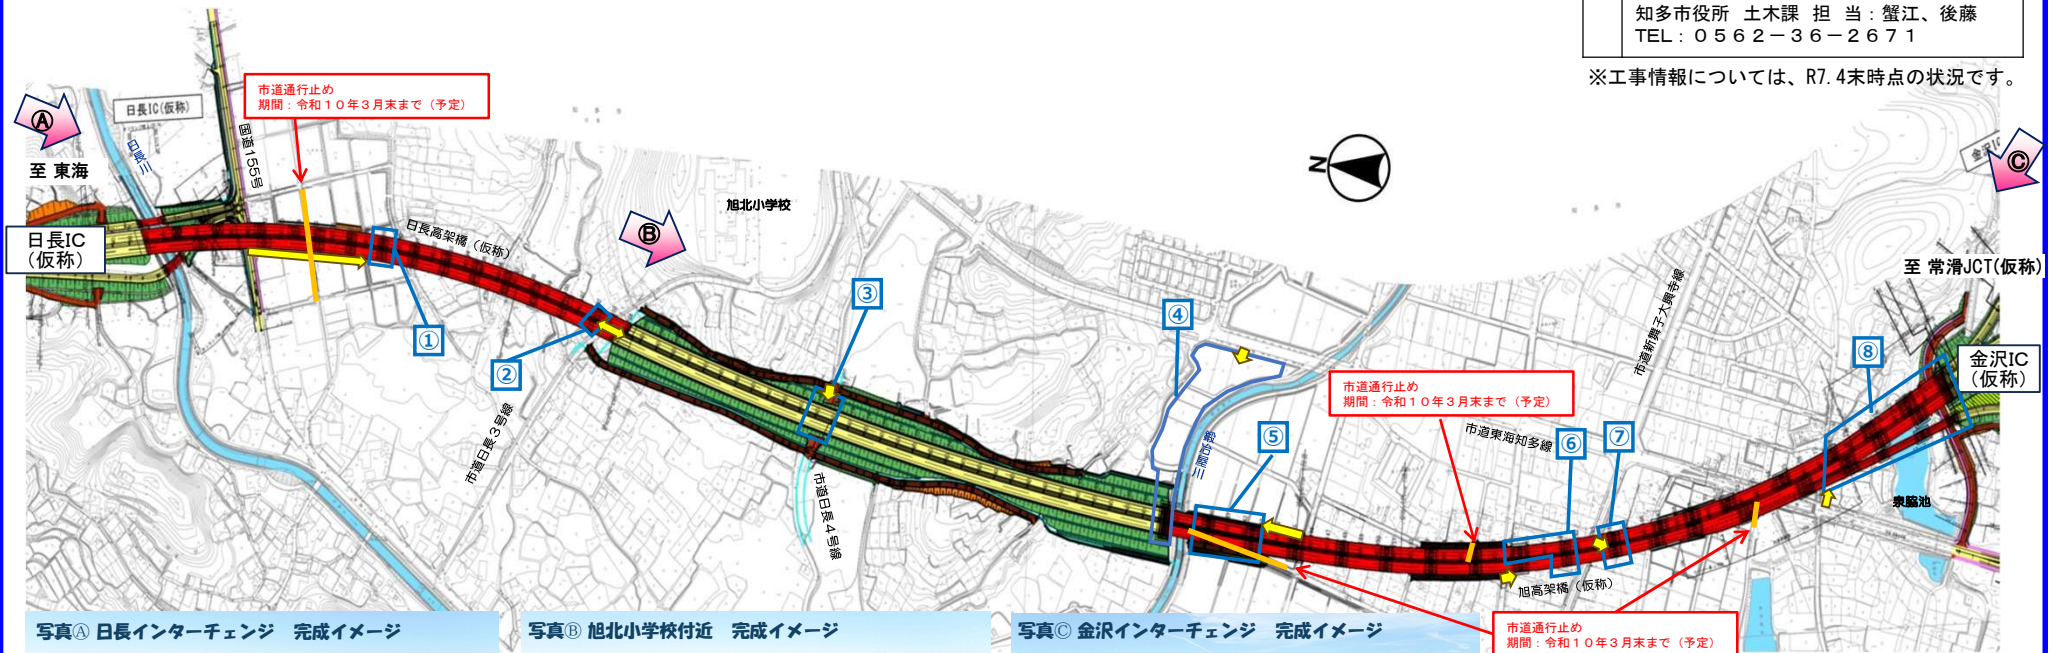 知多市役所 土木課 担 当：蟹江、後藤
TEL：０５６２－３６－２６７１
※工事情報については、R7.4末時点の状況です。
市道通行止め
期間：令和１０年３月末まで（予定）
Ⓐ
日長IC(仮称)
日長川
国道155号
至 東海
日長IC
（仮称）
日長高架橋（仮称）
①
②
市道日長３号線
Ⓑ
旭北小学校
③
市道日長４号線
N
④
⑤
市道通行止め
期間：令和１０年３月末まで（予定）
市道東海知多線
⑥
⑦
旭高架橋（仮称）
市道新舞子大興寺線
Ⓒ
至 常滑JCT(仮称)
⑧
金沢IC
（仮称）
泉脇池
市道通行止め
期間：令和１０年３月末まで（予定）
写真Ⓐ 日長インターチェンジ 完成イメージ
写真Ⓑ 旭北小学校付近 完成イメージ
写真Ⓒ 金沢インターチェンジ 完成イメージ